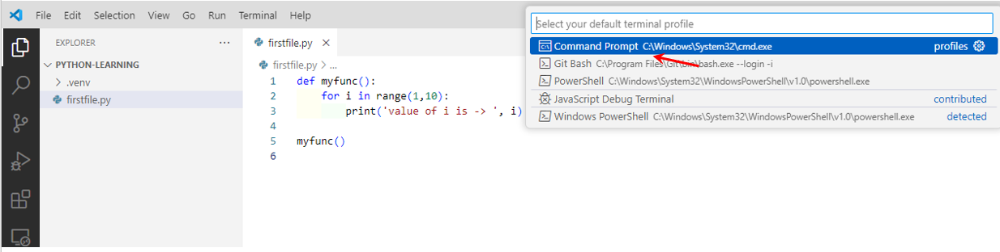 File Edit Selection View Go Run Terminal Help
Select your default terminal profile
Command Prompt C:\Windows\System32\cmd.exe profiles
Git Bash C:\Program Files\Git\bin\bash.exe --login -i
PowerShell C:\Windows\System32\WindowsPowerShell\v1.0\powershell.exe
JavaScript Debug Terminal contributed
Windows PowerShell C:\Windows\System32\WindowsPowerShell\v1.0\powershell.exe detected
EXPLORER ...
PYTHON-LEARNING
.venv
firstfile.py
firstfile.py
firstfile.py > ...
1 def myfunc():
2 for i in range(1,10):
3 print('value of i is -> ', i)
4
5 myfunc()
6